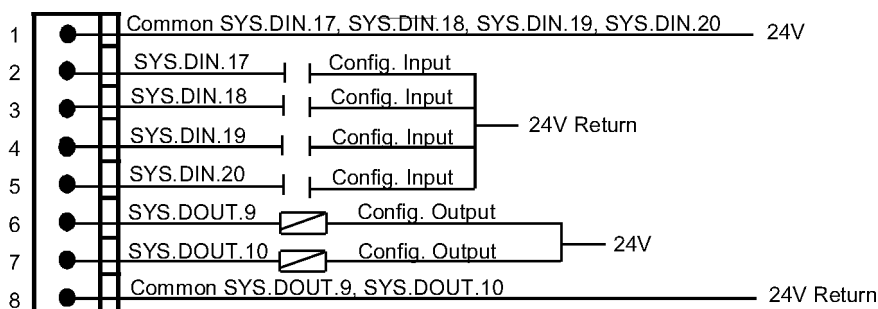 1 Common SYS.DIN.17, SYS.DIN.18, SYS.DIN.19, SYS.DIN.20 24V
2 SYS.DIN.17 Config. Input
3 SYS.DIN.18 Config. Input
24V Return
4 SYS.DIN.19 Config. Input
5 SYS.DIN.20 Config. Input
6 SYS.DOUT.9 Config. Output
24V
7 SYS.DOUT.10 Config. Output
8 Common SYS.DOUT.9, SYS.DOUT.10 24V Return